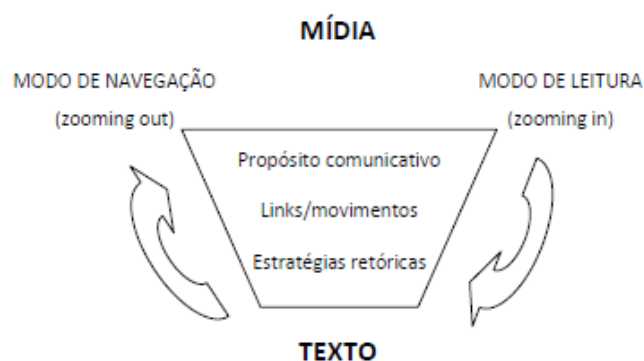 MÍDIA
MODO DE NAVEGAÇÃO
(zooming out)
MODO DE LEITURA
(zooming in)
Propósito comunicativo
Links/movimentos
Estratégias retóricas
TEXTO